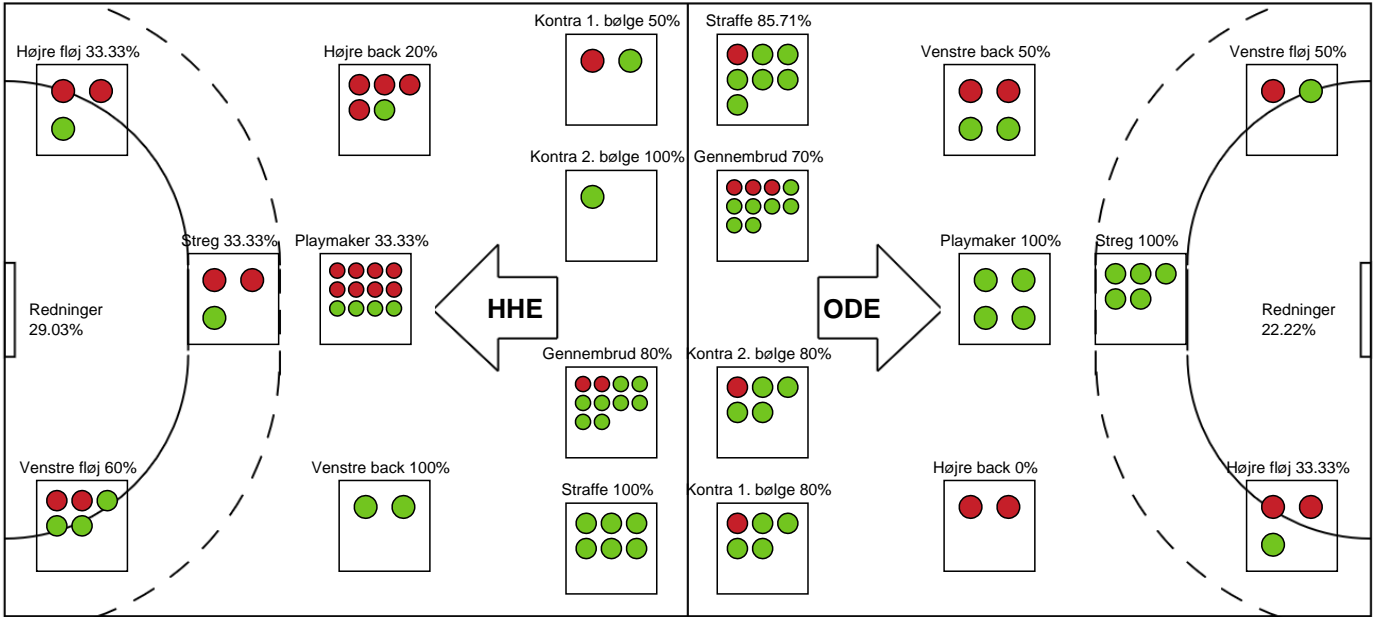 Kontra 1. bølge 50%
Straffe 85.71%
Højre fløj 33.33%
Højre back 20%
Venstre back 50%
Venstre fløj 50%
Kontra 2. bølge 100%
Gennembrud 70%
Streg 33.33%
Playmaker 33.33%
Playmaker 100%
Streg 100%
Redninger
29.03%
HHE
ODE
Redninger
22.22%
Gennembrud 80%
Kontra 2. bølge 80%
Venstre fløj 60%
Venstre back 100%
Højre back 0%
Højre fløj 33.33%
Straffe 100%
Kontra 1. bølge 80%